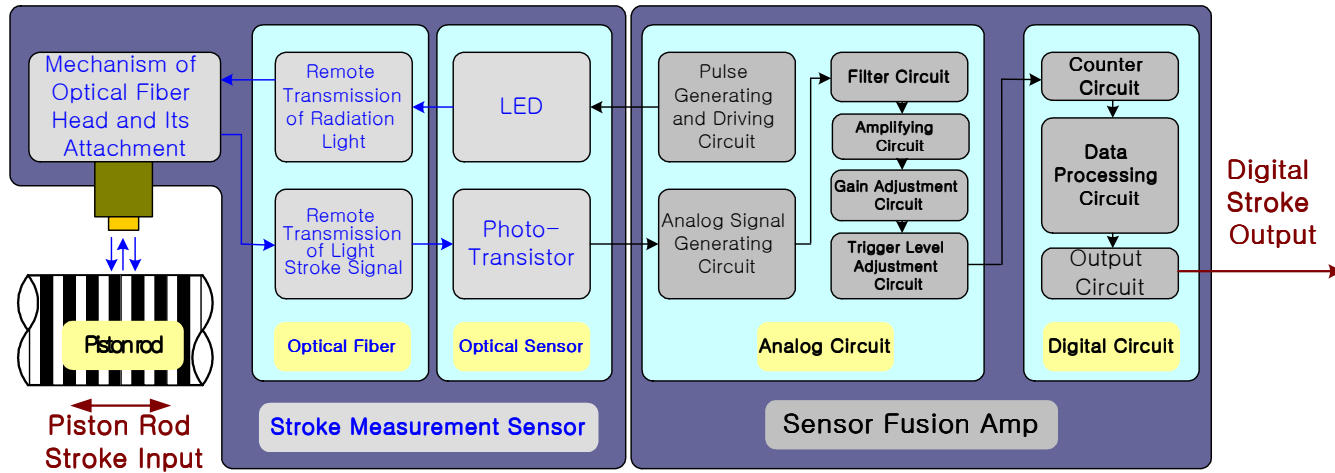 Mechanism of
Optical Fiber
Head and Its
Attachment
Remote
Transmission
of Radiation
Light
LED
Pulse
Generating
and Driving
Circuit
Filter Circuit
Amplifying
Circuit
Gain Adjustment
Circuit
Trigger Level
Adjustment
Circuit
Counter
Circuit
Data
Processing
Circuit
Output
Circuit
Digital
Stroke
Output
Remote
Transmission
of Light
Stroke Signal
Photo-
Transistor
Analog Signal
Generating
Circuit
Piston rod
Optical Fiber
Optical Sensor
Analog Circuit
Digital Circuit
Piston Rod
Stroke Input
Stroke Measurement Sensor
Sensor Fusion Amp